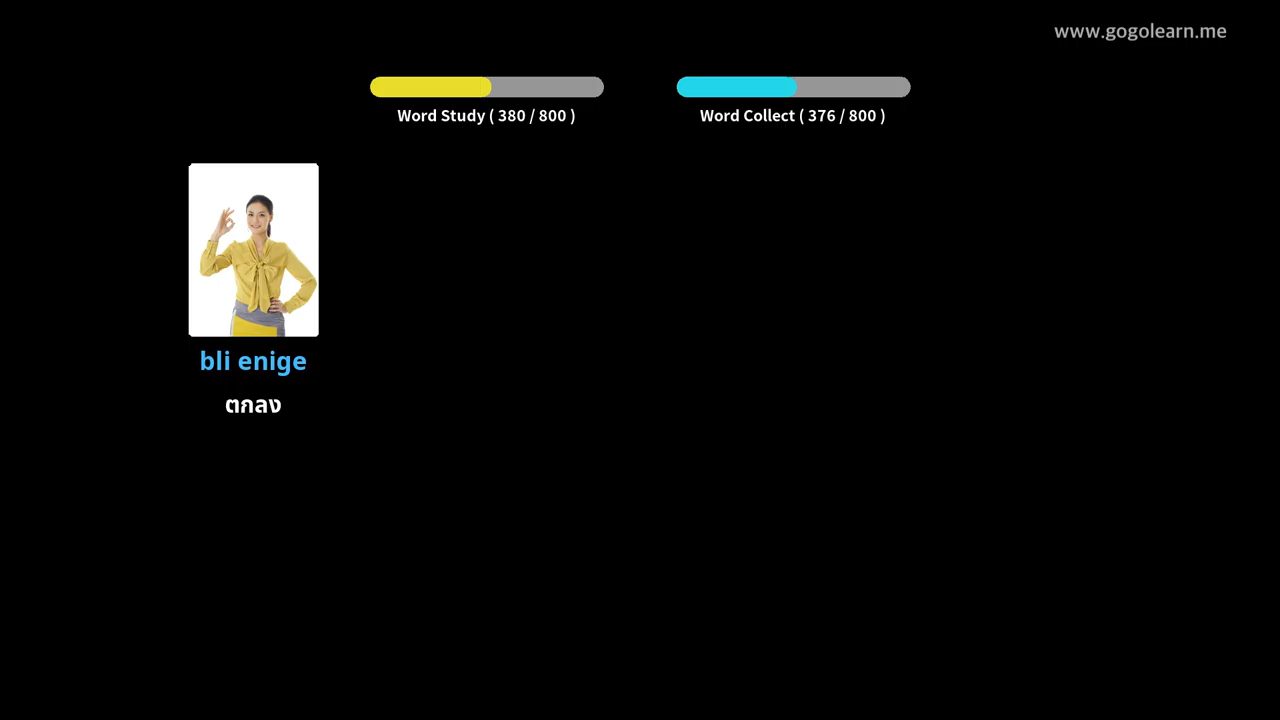 www.gogolearn.me
Word Study ( 380 / 800 )
Word Collect ( 376 / 800 )
bli enige
ตกลง